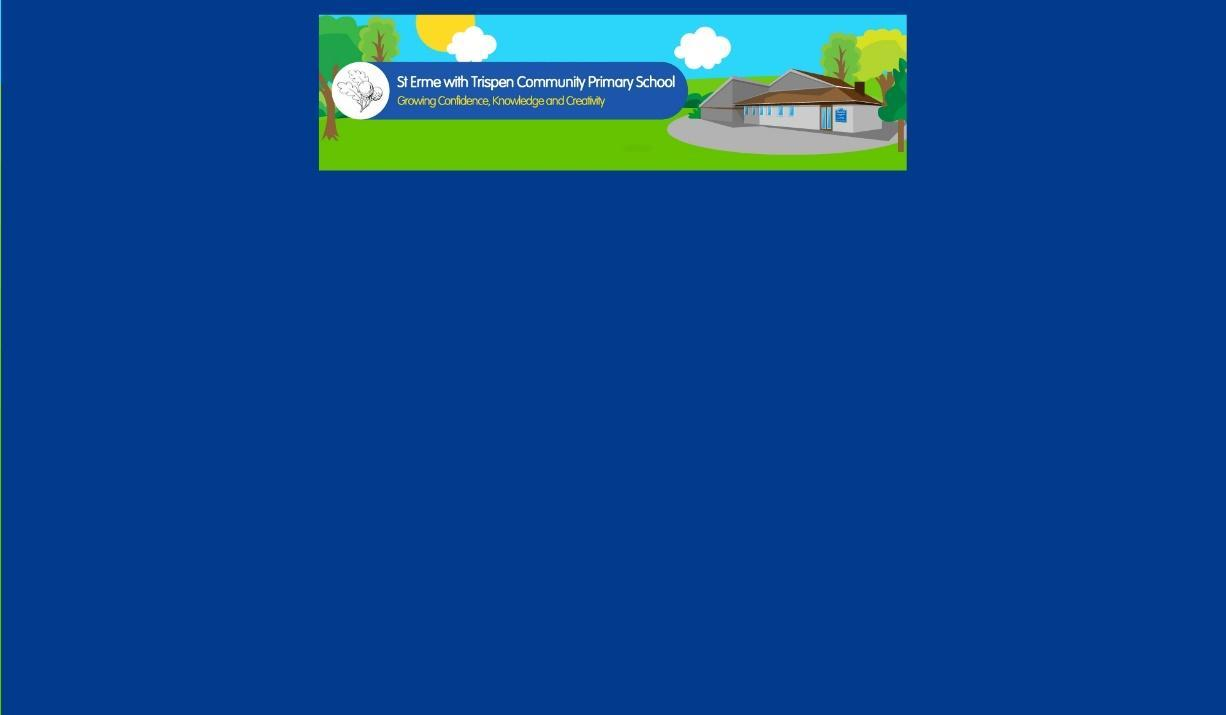 St Erme with Trispen Community Primary School
Growing Confidence, Knowledge and Creativity